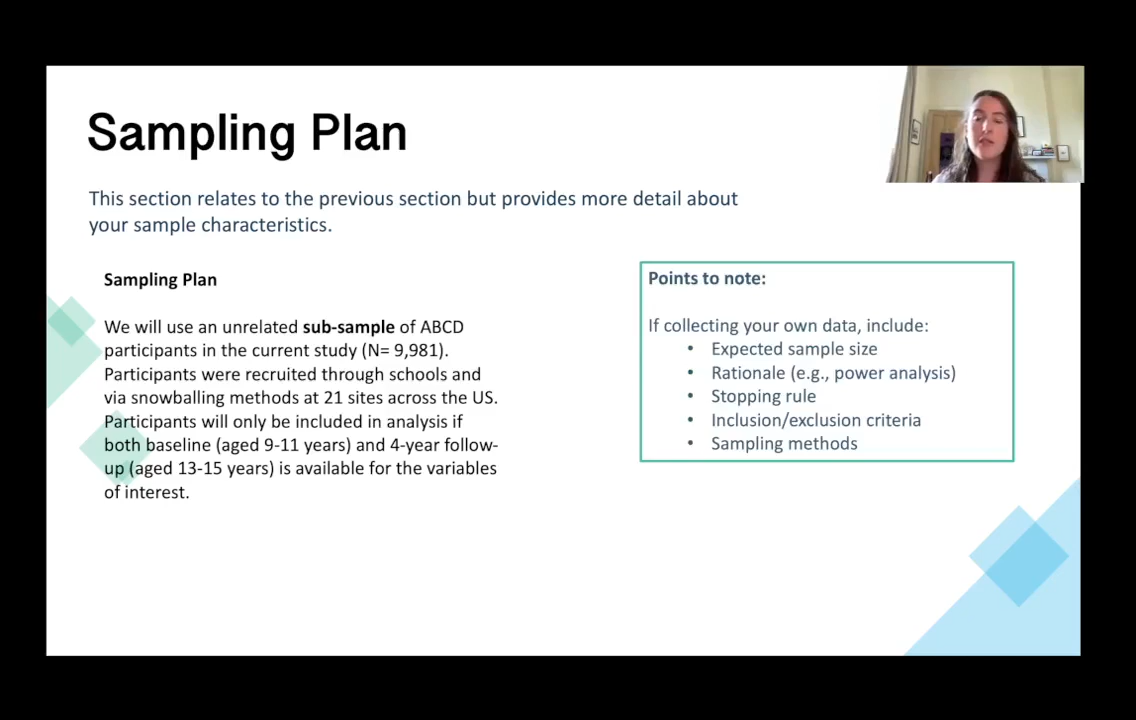 Sampling Plan
This section relates to the previous section but provides more detail about
your sample characteristics.
Sampling Plan
We will use an unrelated sub-sample of ABCD
participants in the current study (N= 9,981).
Participants were recruited through schools and
via snowballing methods at 21 sites across the US.
Participants will only be included in analysis if
both baseline (aged 9-11 years) and 4-year follow-
up (aged 13-15 years) is available for the variables
of interest.
Points to note:
If collecting your own data, include:
• Expected sample size
• Rationale (e.g., power analysis)
• Stopping rule
• Inclusion/exclusion criteria
• Sampling methods